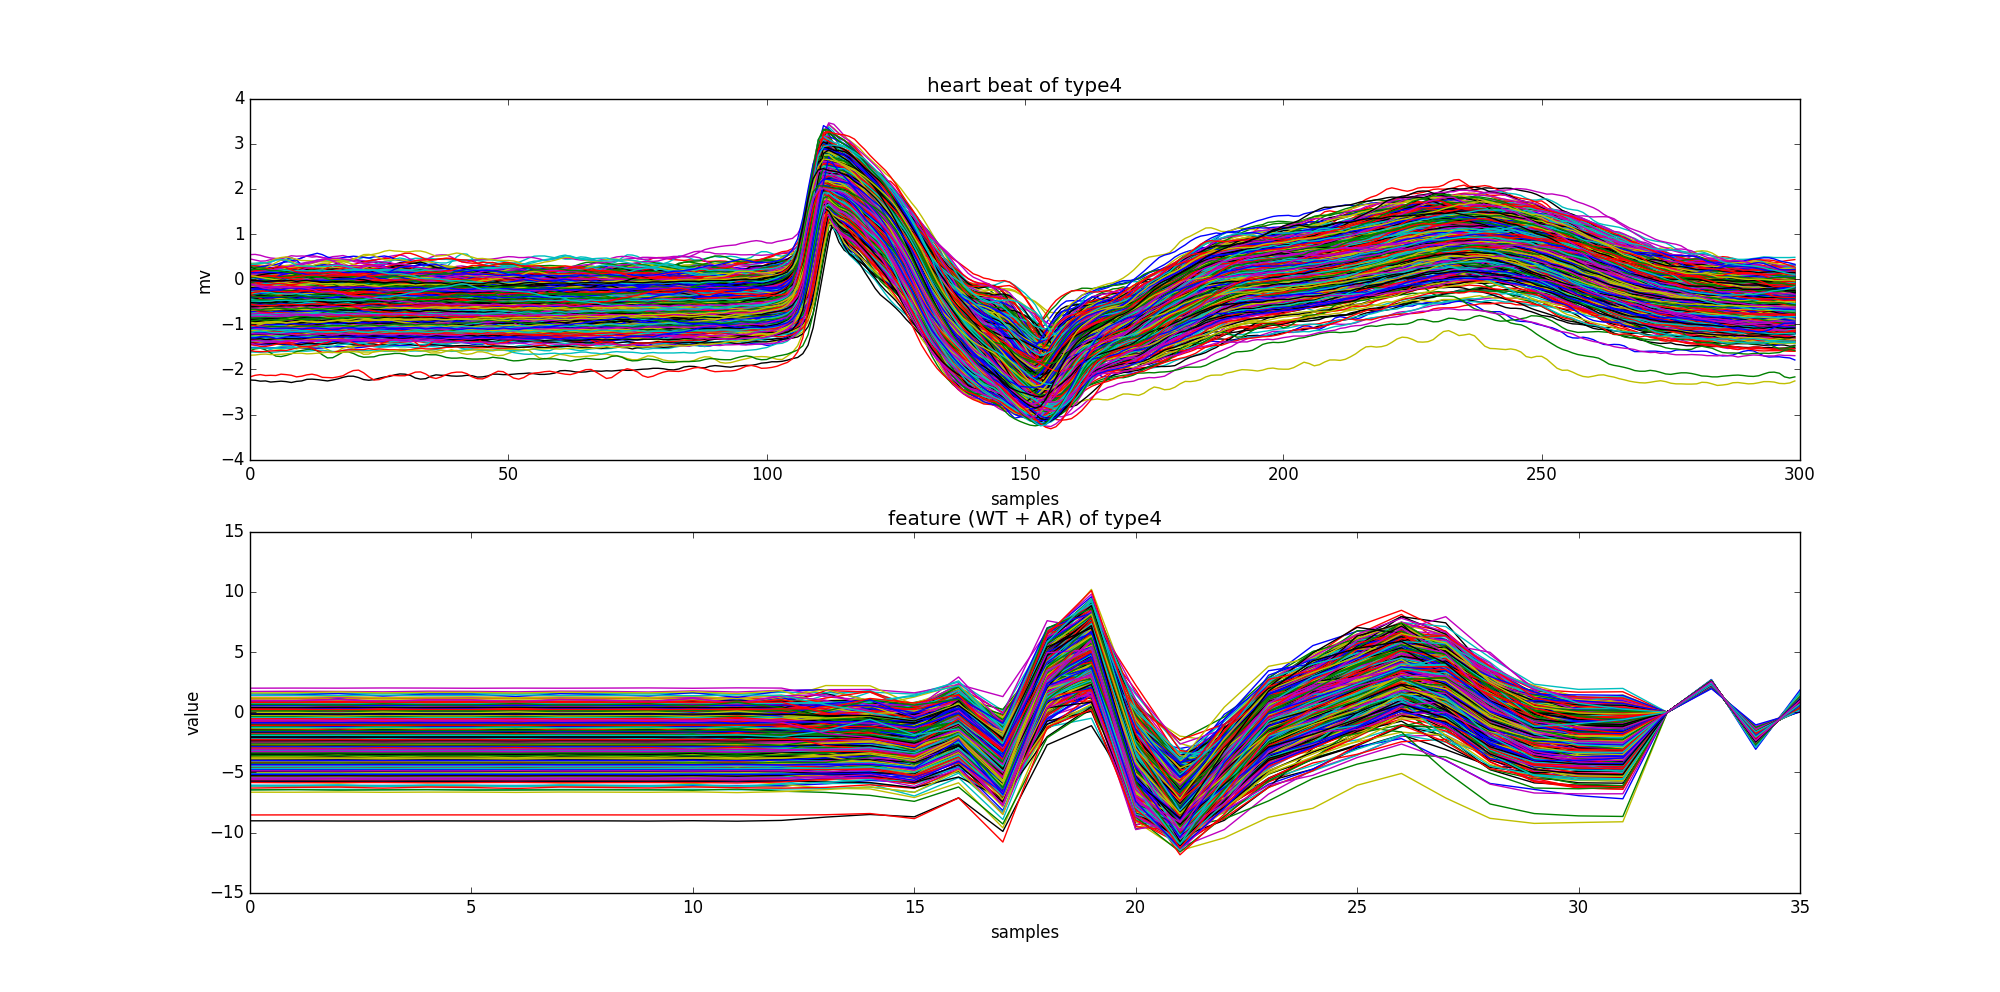 heart beat of type4
4
3
2
1
0
−1
−2
−3
−4
mv
0 50 100 150 200 250 300
samples
feature (WT + AR) of type4
15
10
5
0
−5
−10
−15
value
0 5 10 15 20 25 30 35
samples